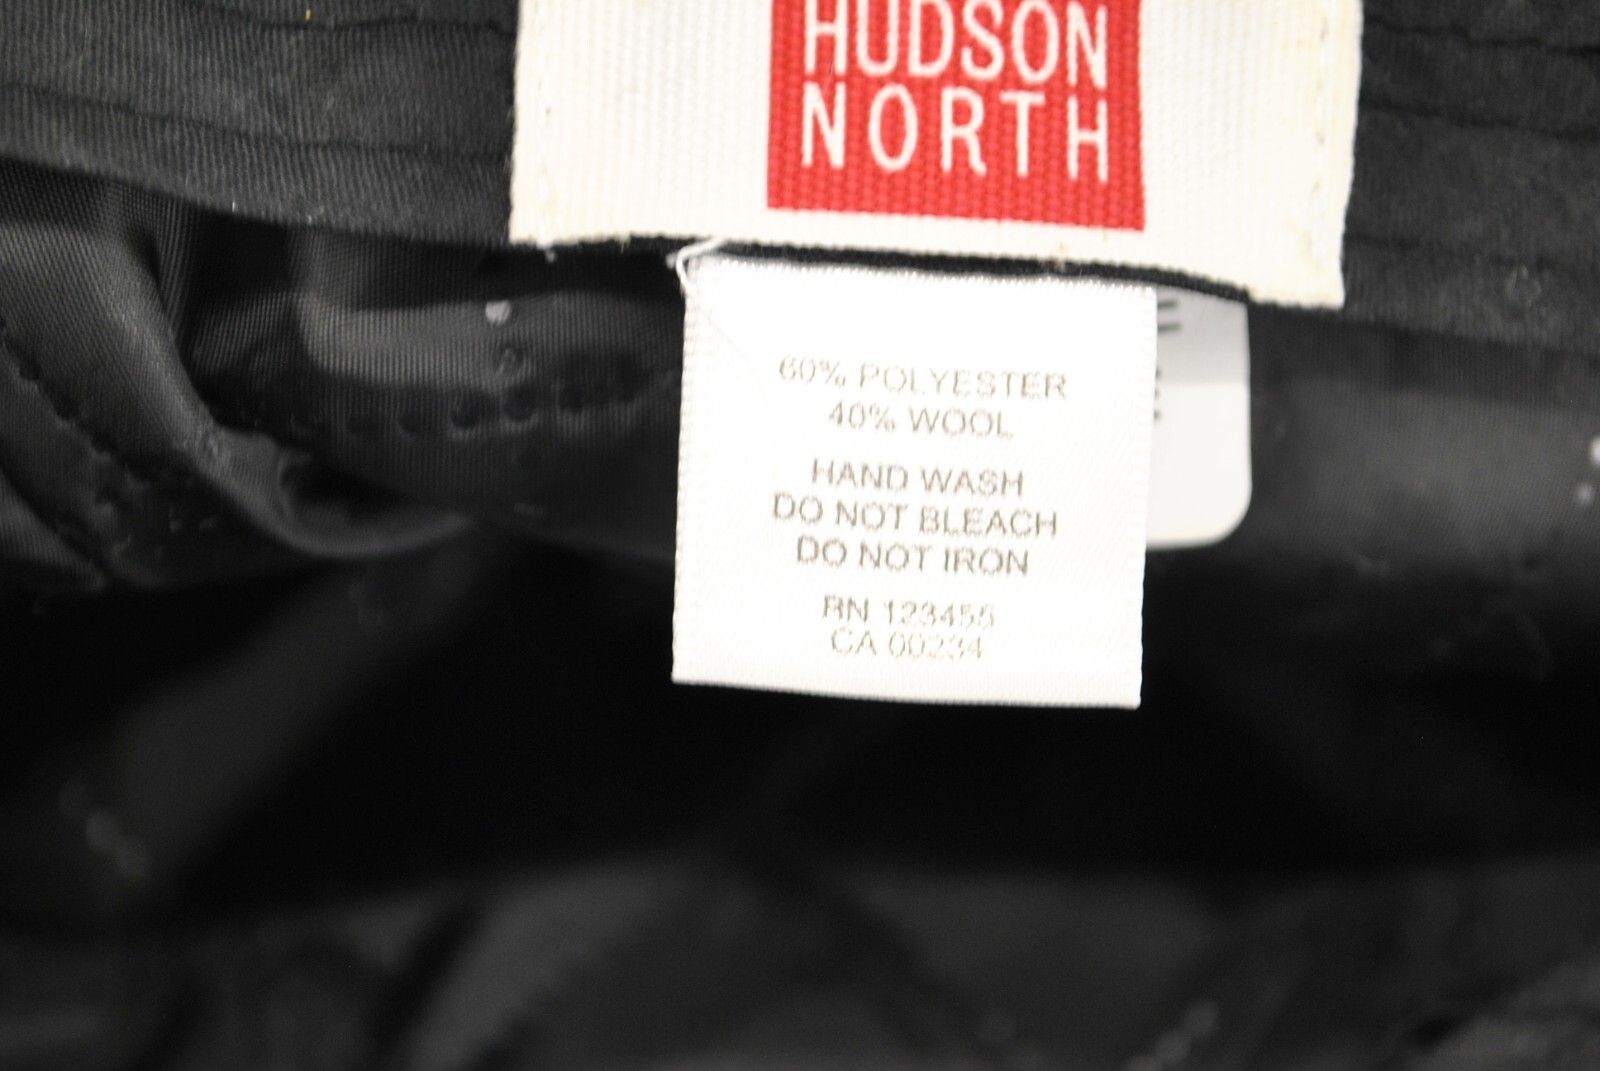 HUDSON
NORTH
60% POLYESTER
40% WOOL
HAND WASH
DO NOT BLEACH
DO NOT IRON
RN 123455
CA 00234